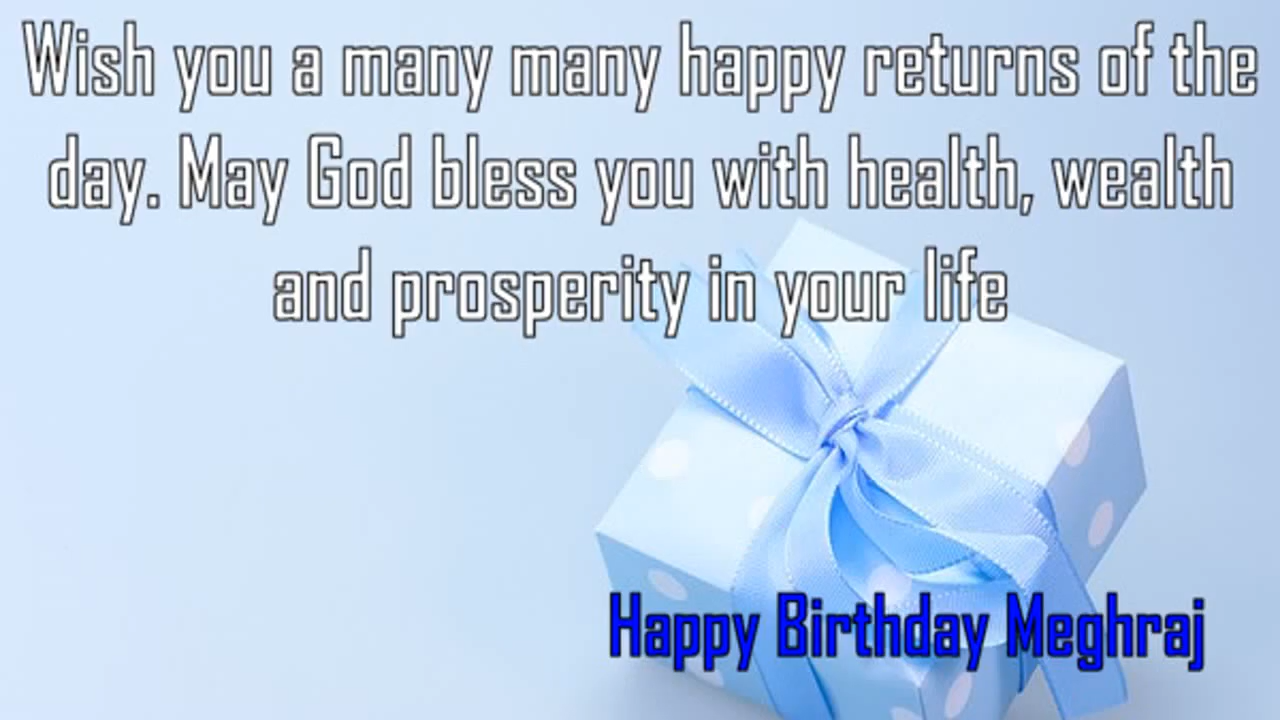 Wish you a many many happy returns of the
day. May God bless you with health, wealth
and prosperity in your life
Happy Birthday Meghraj